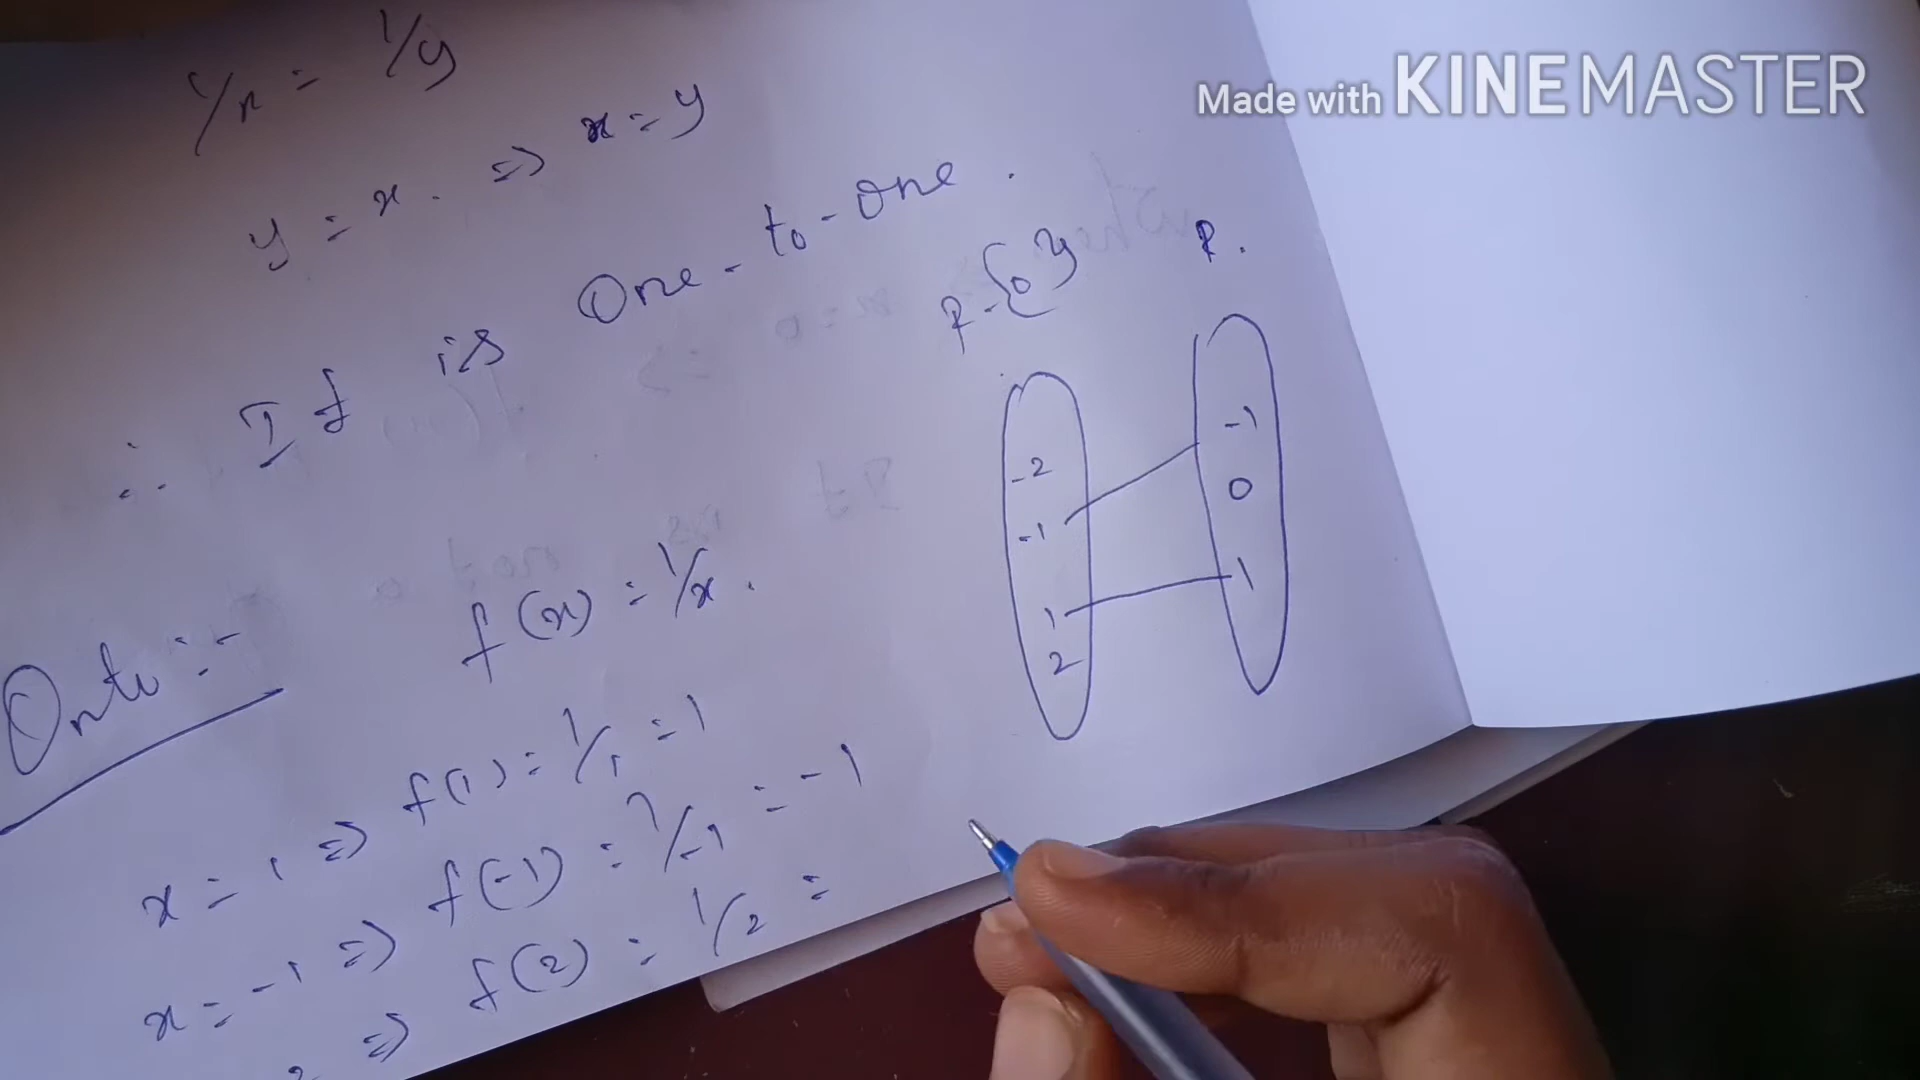 Made with KINEMASTER
1/x = 1/y
y = x. => x = y
∴ It is One-to-One.
R-{0} R.
-2
-1
1
2
-1
0
1
Onto :-
f(x) = 1/x.
x = 1 => f(1) = 1/1 = 1
x = -1 => f(-1) = 1/-1 = -1
=> f(2) = 1/2 =